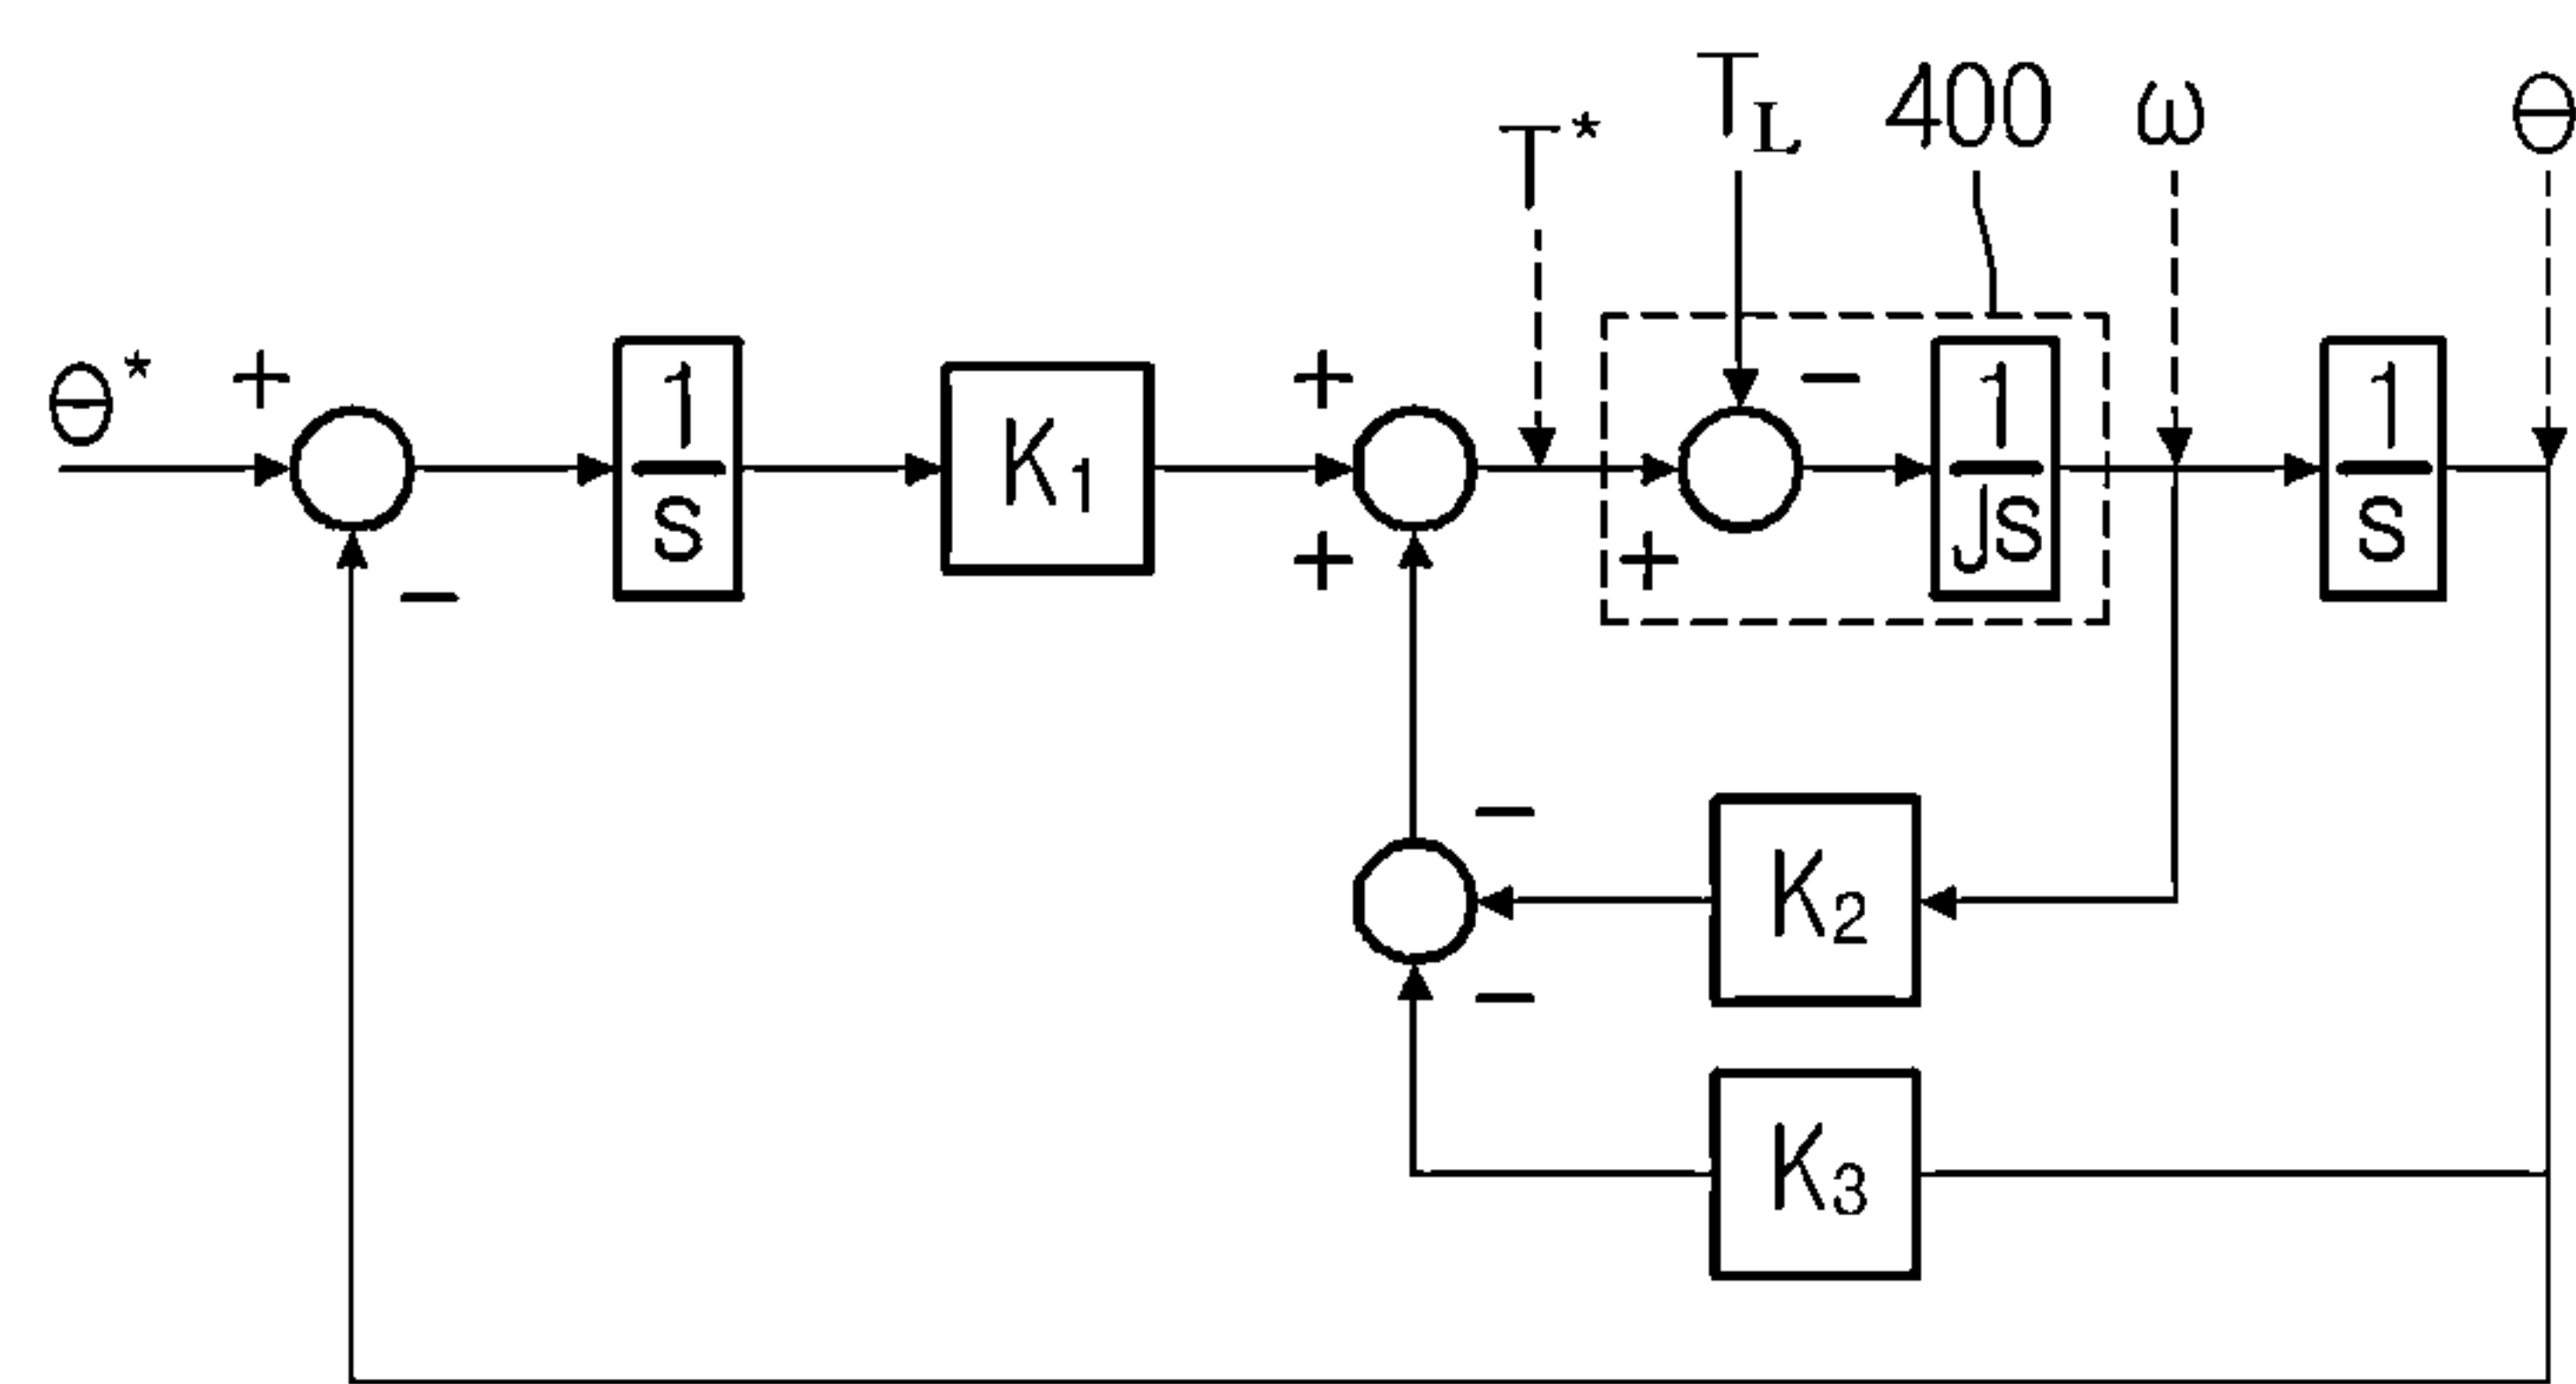 T* T_L 400 ω θ
θ* + 1/s K₁ + − 1/Js 1/s
− + +
− K₂
− K₃